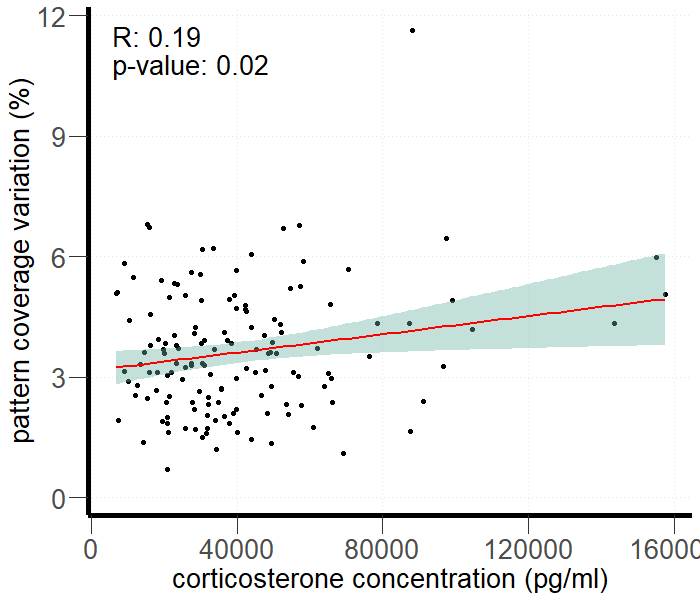 R: 0.19
p-value: 0.02
pattern coverage variation (%)
12
9
6
3
0
0 40000 80000 120000 16000
corticosterone concentration (pg/ml)